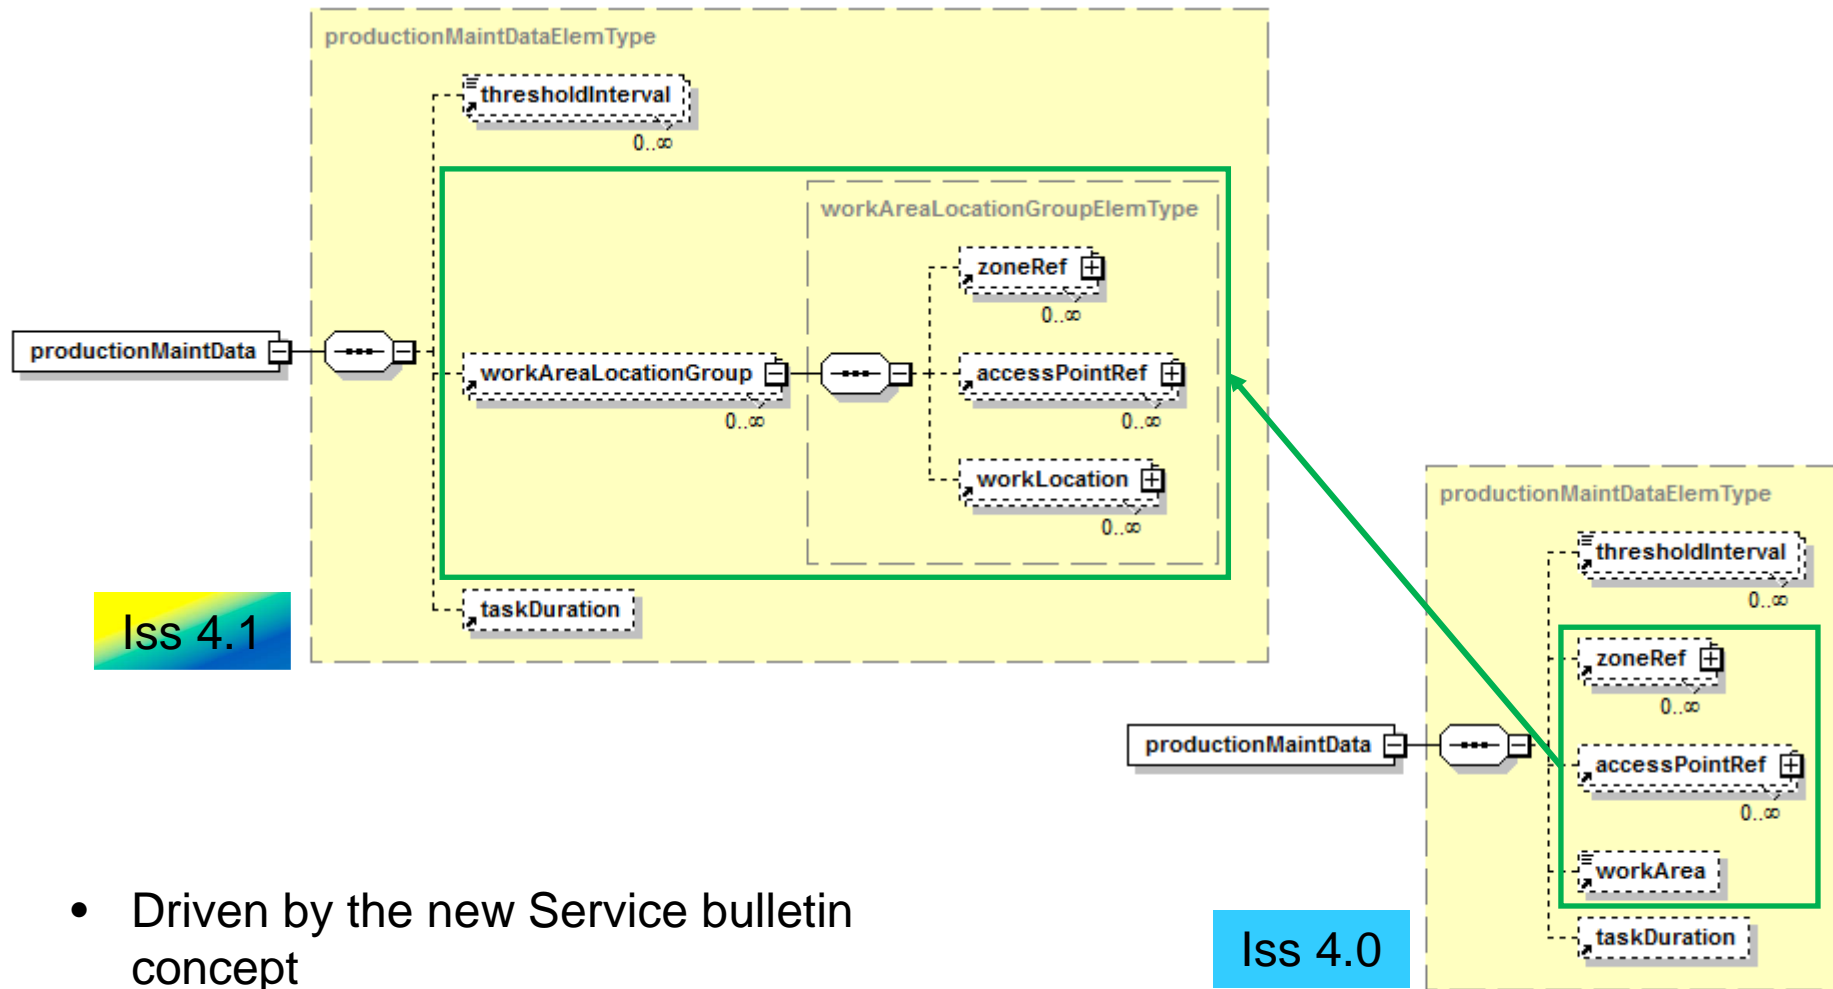 productionMaintDataElemType
thresholdInterval
0..∞
workAreaLocationGroupElemType
zoneRef
0..∞
productionMaintData
workAreaLocationGroup
0..∞
accessPointRef
0..∞
workLocation
0..∞
taskDuration
Iss 4.1
productionMaintDataElemType
thresholdInterval
0..∞
zoneRef
0..∞
productionMaintData
accessPointRef
0..∞
workArea
taskDuration
Iss 4.0
• Driven by the new Service bulletin
concept